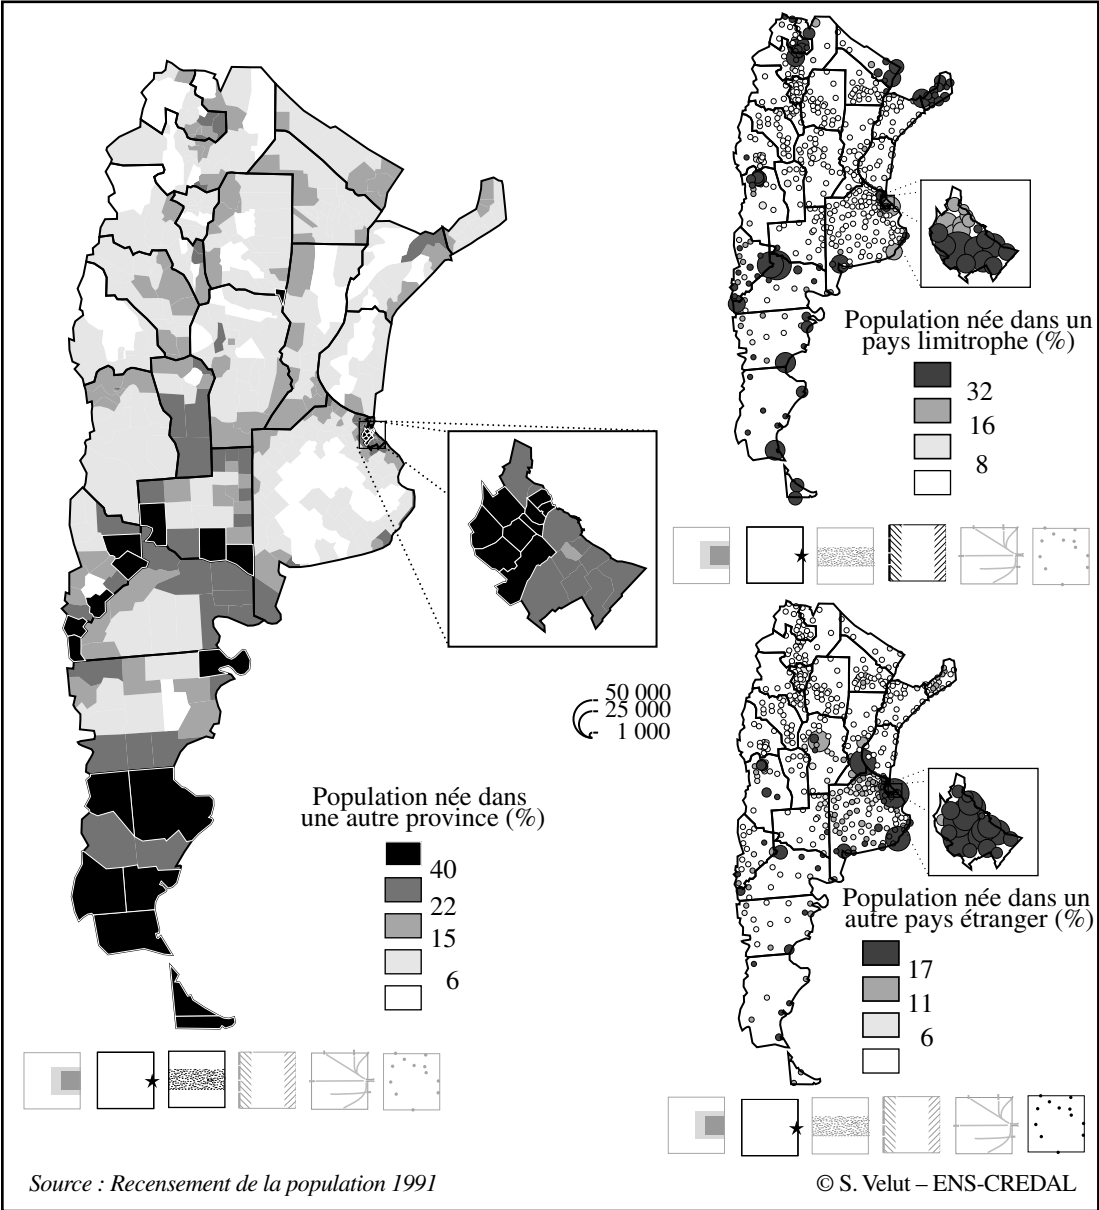 Population née dans un
pays limitrophe (%)
32
16
8
50 000
25 000
1 000
Population née dans
une autre province (%)
40
22
15
6
Population née dans un
autre pays étranger (%)
17
11
6
Source : Recensement de la population 1991
© S. Velut – ENS-CREDAL